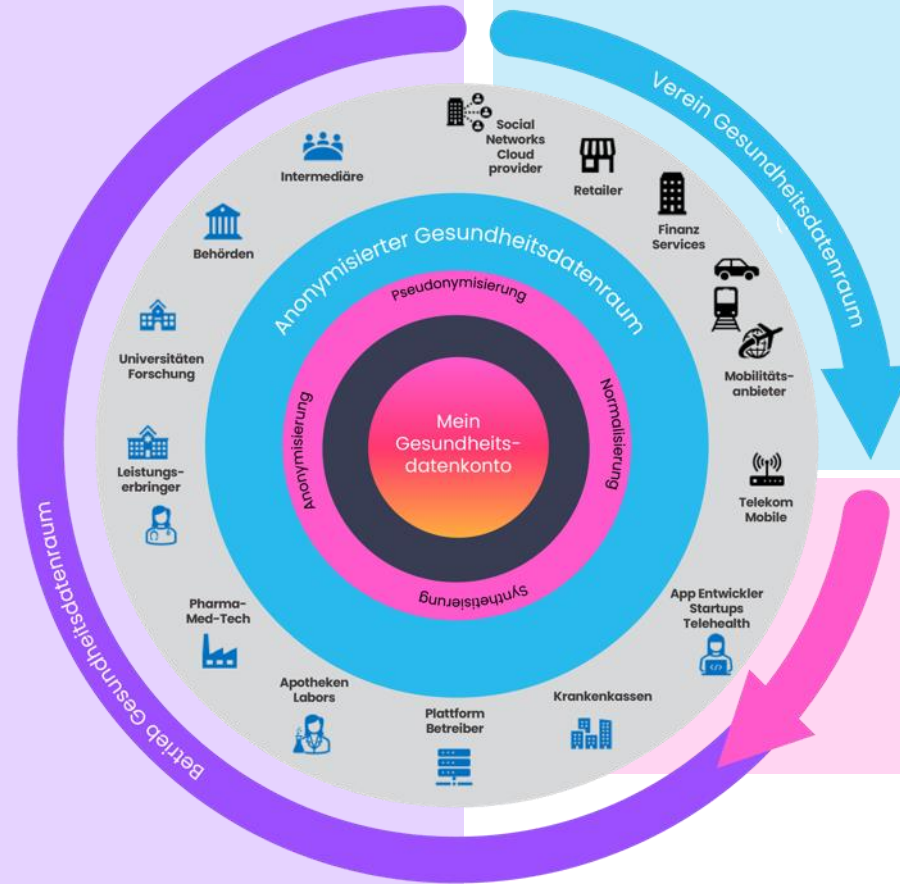 Verein Gesundheitsdatenraum
Social
Networks
Cloud
provider
Intermediäre
Retailer
Behörden
Finanz
Services
Anonymisierter Gesundheitsdatenraum
Pseudonymisierung
Universitäten
Forschung
Mobilitäts-
anbieter
Anonymisierung
Normalisierung
Mein
Gesundheits-
datenkonto
Leistungs-
erbringer
Telekom
Mobile
Synthetisierung
Pharma-
Med-Tech
App Entwickler
Startups
Telehealth
Apotheken
Labors
Plattform
Betreiber
Krankenkassen
Betrieb Gesundheitsdatenraum